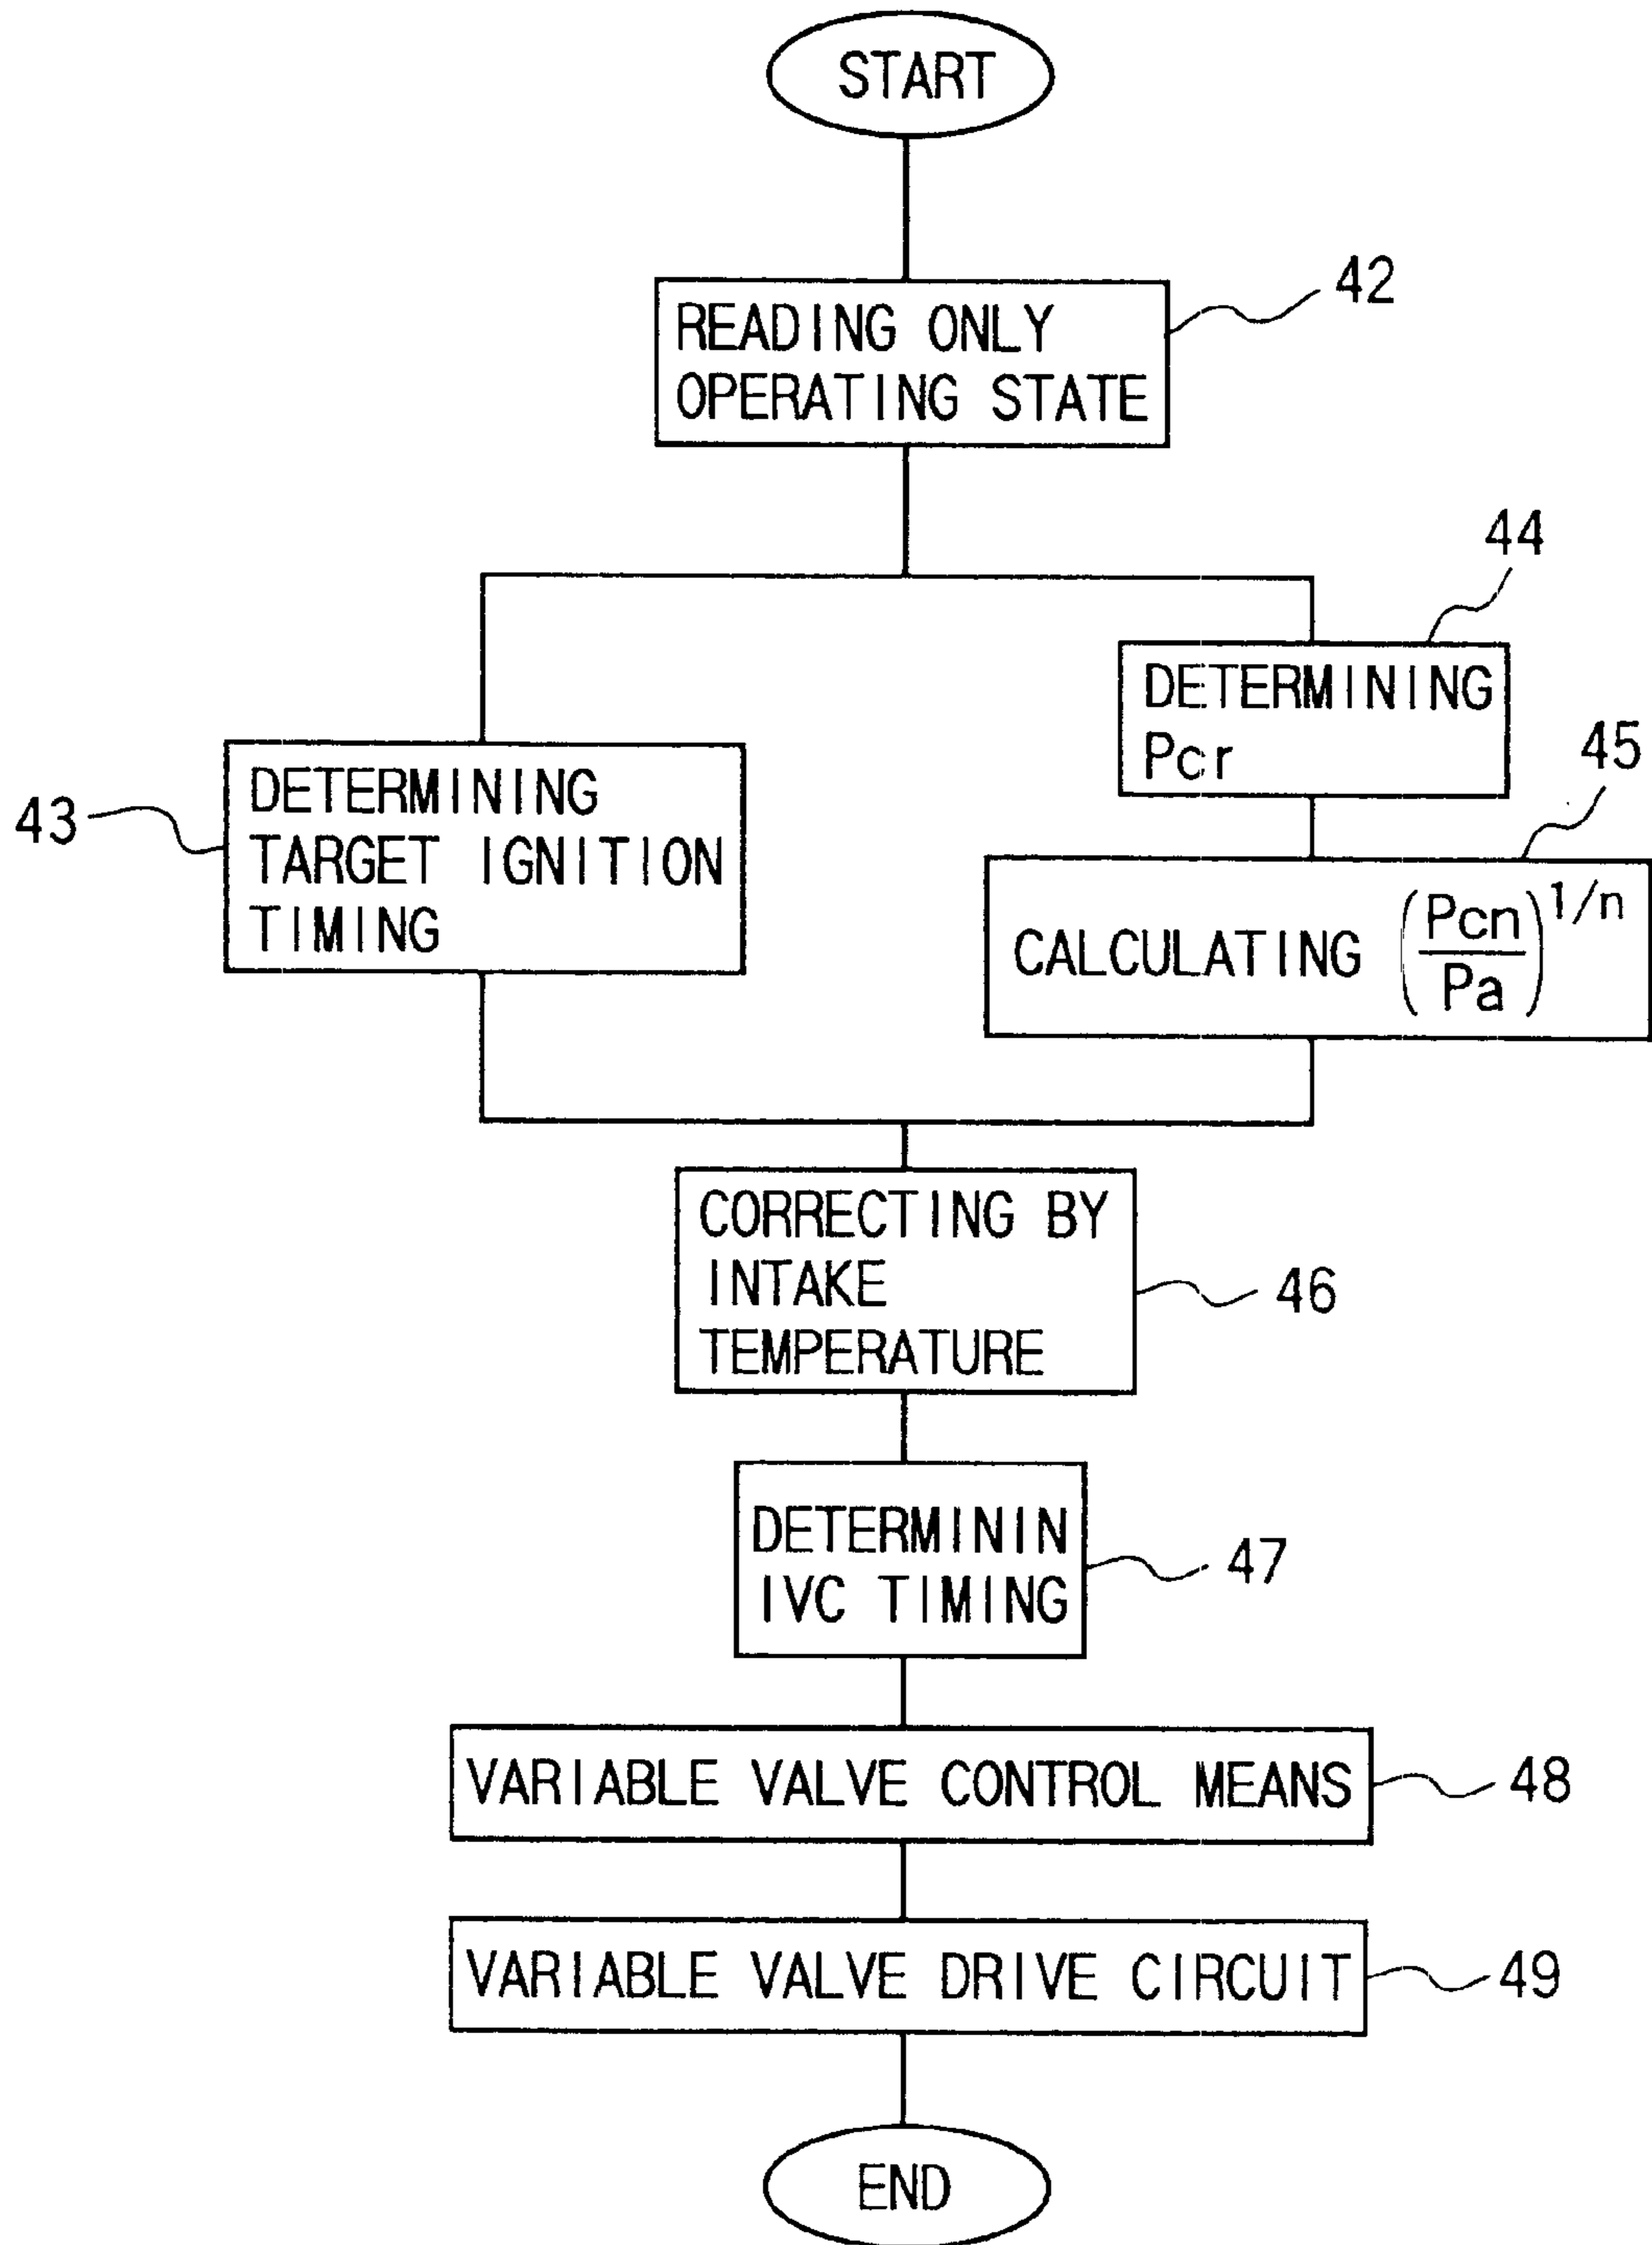 START
42
READING ONLY
OPERATING STATE
44
DETERMINING
Pcr
45
43
DETERMINING
TARGET IGNITION
TIMING
CALCULATING (Pcn/Pa)^1/n
CORRECTING BY
INTAKE
TEMPERATURE
46
DETERMININ
IVC TIMING
47
VARIABLE VALVE CONTROL MEANS
48
VARIABLE VALVE DRIVE CIRCUIT
49
END